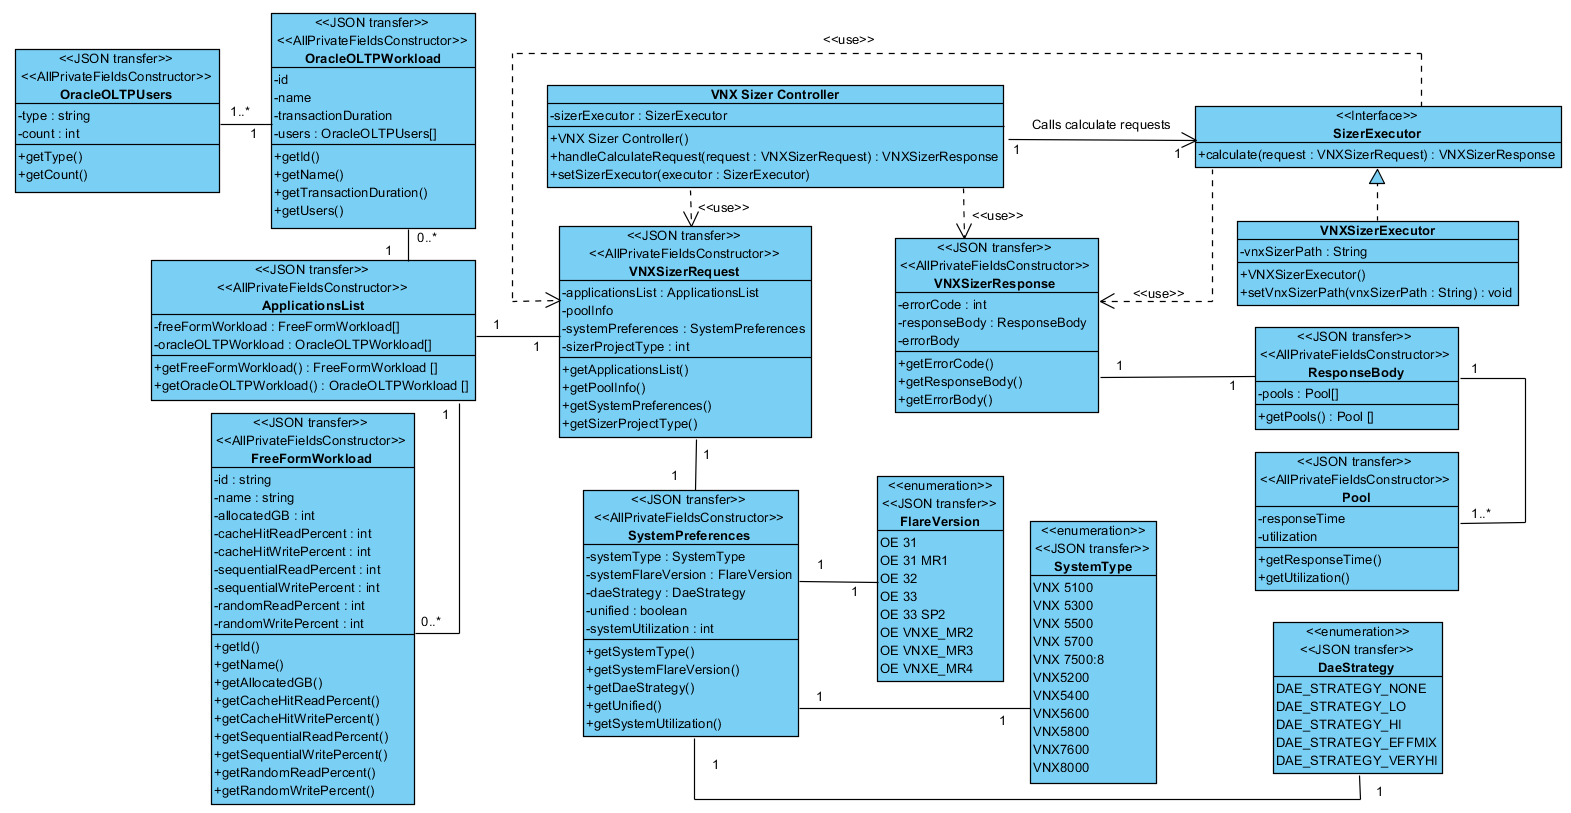 <<JSON transfer>>
<<AllPrivateFieldsConstructor>>
OracleOLTPUsers
-type : string
-count : int
+getType()
+getCount()
1..*
1
<<JSON transfer>>
<<AllPrivateFieldsConstructor>>
OracleOLTPWorkload
-id
-name
-transactionDuration
-users : OracleOLTPUsers[]
+getId()
+getName()
+getTransactionDuration()
+getUsers()
0..*
1
<<use>>
VNX Sizer Controller
-sizerExecutor : SizerExecutor
+VNX Sizer Controller()
+handleCalculateRequest(request : VNXSizerRequest) : VNXSizerResponse
+setSizerExecutor(executor : SizerExecutor)
Calls calculate requests
1
1
<<Interface>>
SizerExecutor
+calculate(request : VNXSizerRequest) : VNXSizerResponse
<<use>>
<<use>>
<<use>>
VNXSizerExecutor
-vnxSizerPath : String
+VNXSizerExecutor()
+setVnxSizerPath(vnxSizerPath : String) : void
<<JSON transfer>>
<<AllPrivateFieldsConstructor>>
ApplicationsList
-freeFormWorkload : FreeFormWorkload[]
-oracleOLTPWorkload : OracleOLTPWorkload[]
+getFreeFormWorkload() : FreeFormWorkload []
+getOracleOLTPWorkload() : OracleOLTPWorkload []
1
1
<<JSON transfer>>
<<AllPrivateFieldsConstructor>>
VNXSizerRequest
-applicationsList : ApplicationsList
-poolInfo
-systemPreferences : SystemPreferences
-sizerProjectType : int
+getApplicationsList()
+getPoolInfo()
+getSystemPreferences()
+getSizerProjectType()
<<JSON transfer>>
<<AllPrivateFieldsConstructor>>
VNXSizerResponse
-errorCode : int
-responseBody : ResponseBody
-errorBody
+getErrorCode()
+getResponseBody()
+getErrorBody()
1
1
<<JSON transfer>>
<<AllPrivateFieldsConstructor>>
ResponseBody
-pools : Pool[]
+getPools() : Pool []
1
1..*
<<JSON transfer>>
<<AllPrivateFieldsConstructor>>
Pool
-responseTime
-utilization
+getResponseTime()
+getUtilization()
1
0..*
<<JSON transfer>>
<<AllPrivateFieldsConstructor>>
FreeFormWorkload
-id : string
-name : string
-allocatedGB : int
-cacheHitReadPercent : int
-cacheHitWritePercent : int
-sequentialReadPercent : int
-sequentialWritePercent : int
-randomReadPercent : int
-randomWritePercent : int
+getId()
+getName()
+getAllocatedGB()
+getCacheHitReadPercent()
+getCacheHitWritePercent()
+getSequentialReadPercent()
+getSequentialWritePercent()
+getRandomReadPercent()
+getRandomWritePercent()
1
1
<<JSON transfer>>
<<AllPrivateFieldsConstructor>>
SystemPreferences
-systemType : SystemType
-systemFlareVersion : FlareVersion
-daeStrategy : DaeStrategy
-unified : boolean
-systemUtilization : int
+getSystemType()
+getSystemFlareVersion()
+getDaeStrategy()
+getUnified()
+getSystemUtilization()
1
1
<<enumeration>>
<<JSON transfer>>
FlareVersion
OE 31
OE 31 MR1
OE 32
OE 33
OE 33 SP2
OE VNXE_MR2
OE VNXE_MR3
OE VNXE_MR4
1
1
<<enumeration>>
<<JSON transfer>>
SystemType
VNX 5100
VNX 5300
VNX 5500
VNX 5700
VNX 7500:8
VNX5200
VNX5400
VNX5600
VNX5800
VNX7600
VNX8000
<<enumeration>>
<<JSON transfer>>
DaeStrategy
DAE_STRATEGY_NONE
DAE_STRATEGY_LO
DAE_STRATEGY_HI
DAE_STRATEGY_EFFMIX
DAE_STRATEGY_VERYHI
1
1